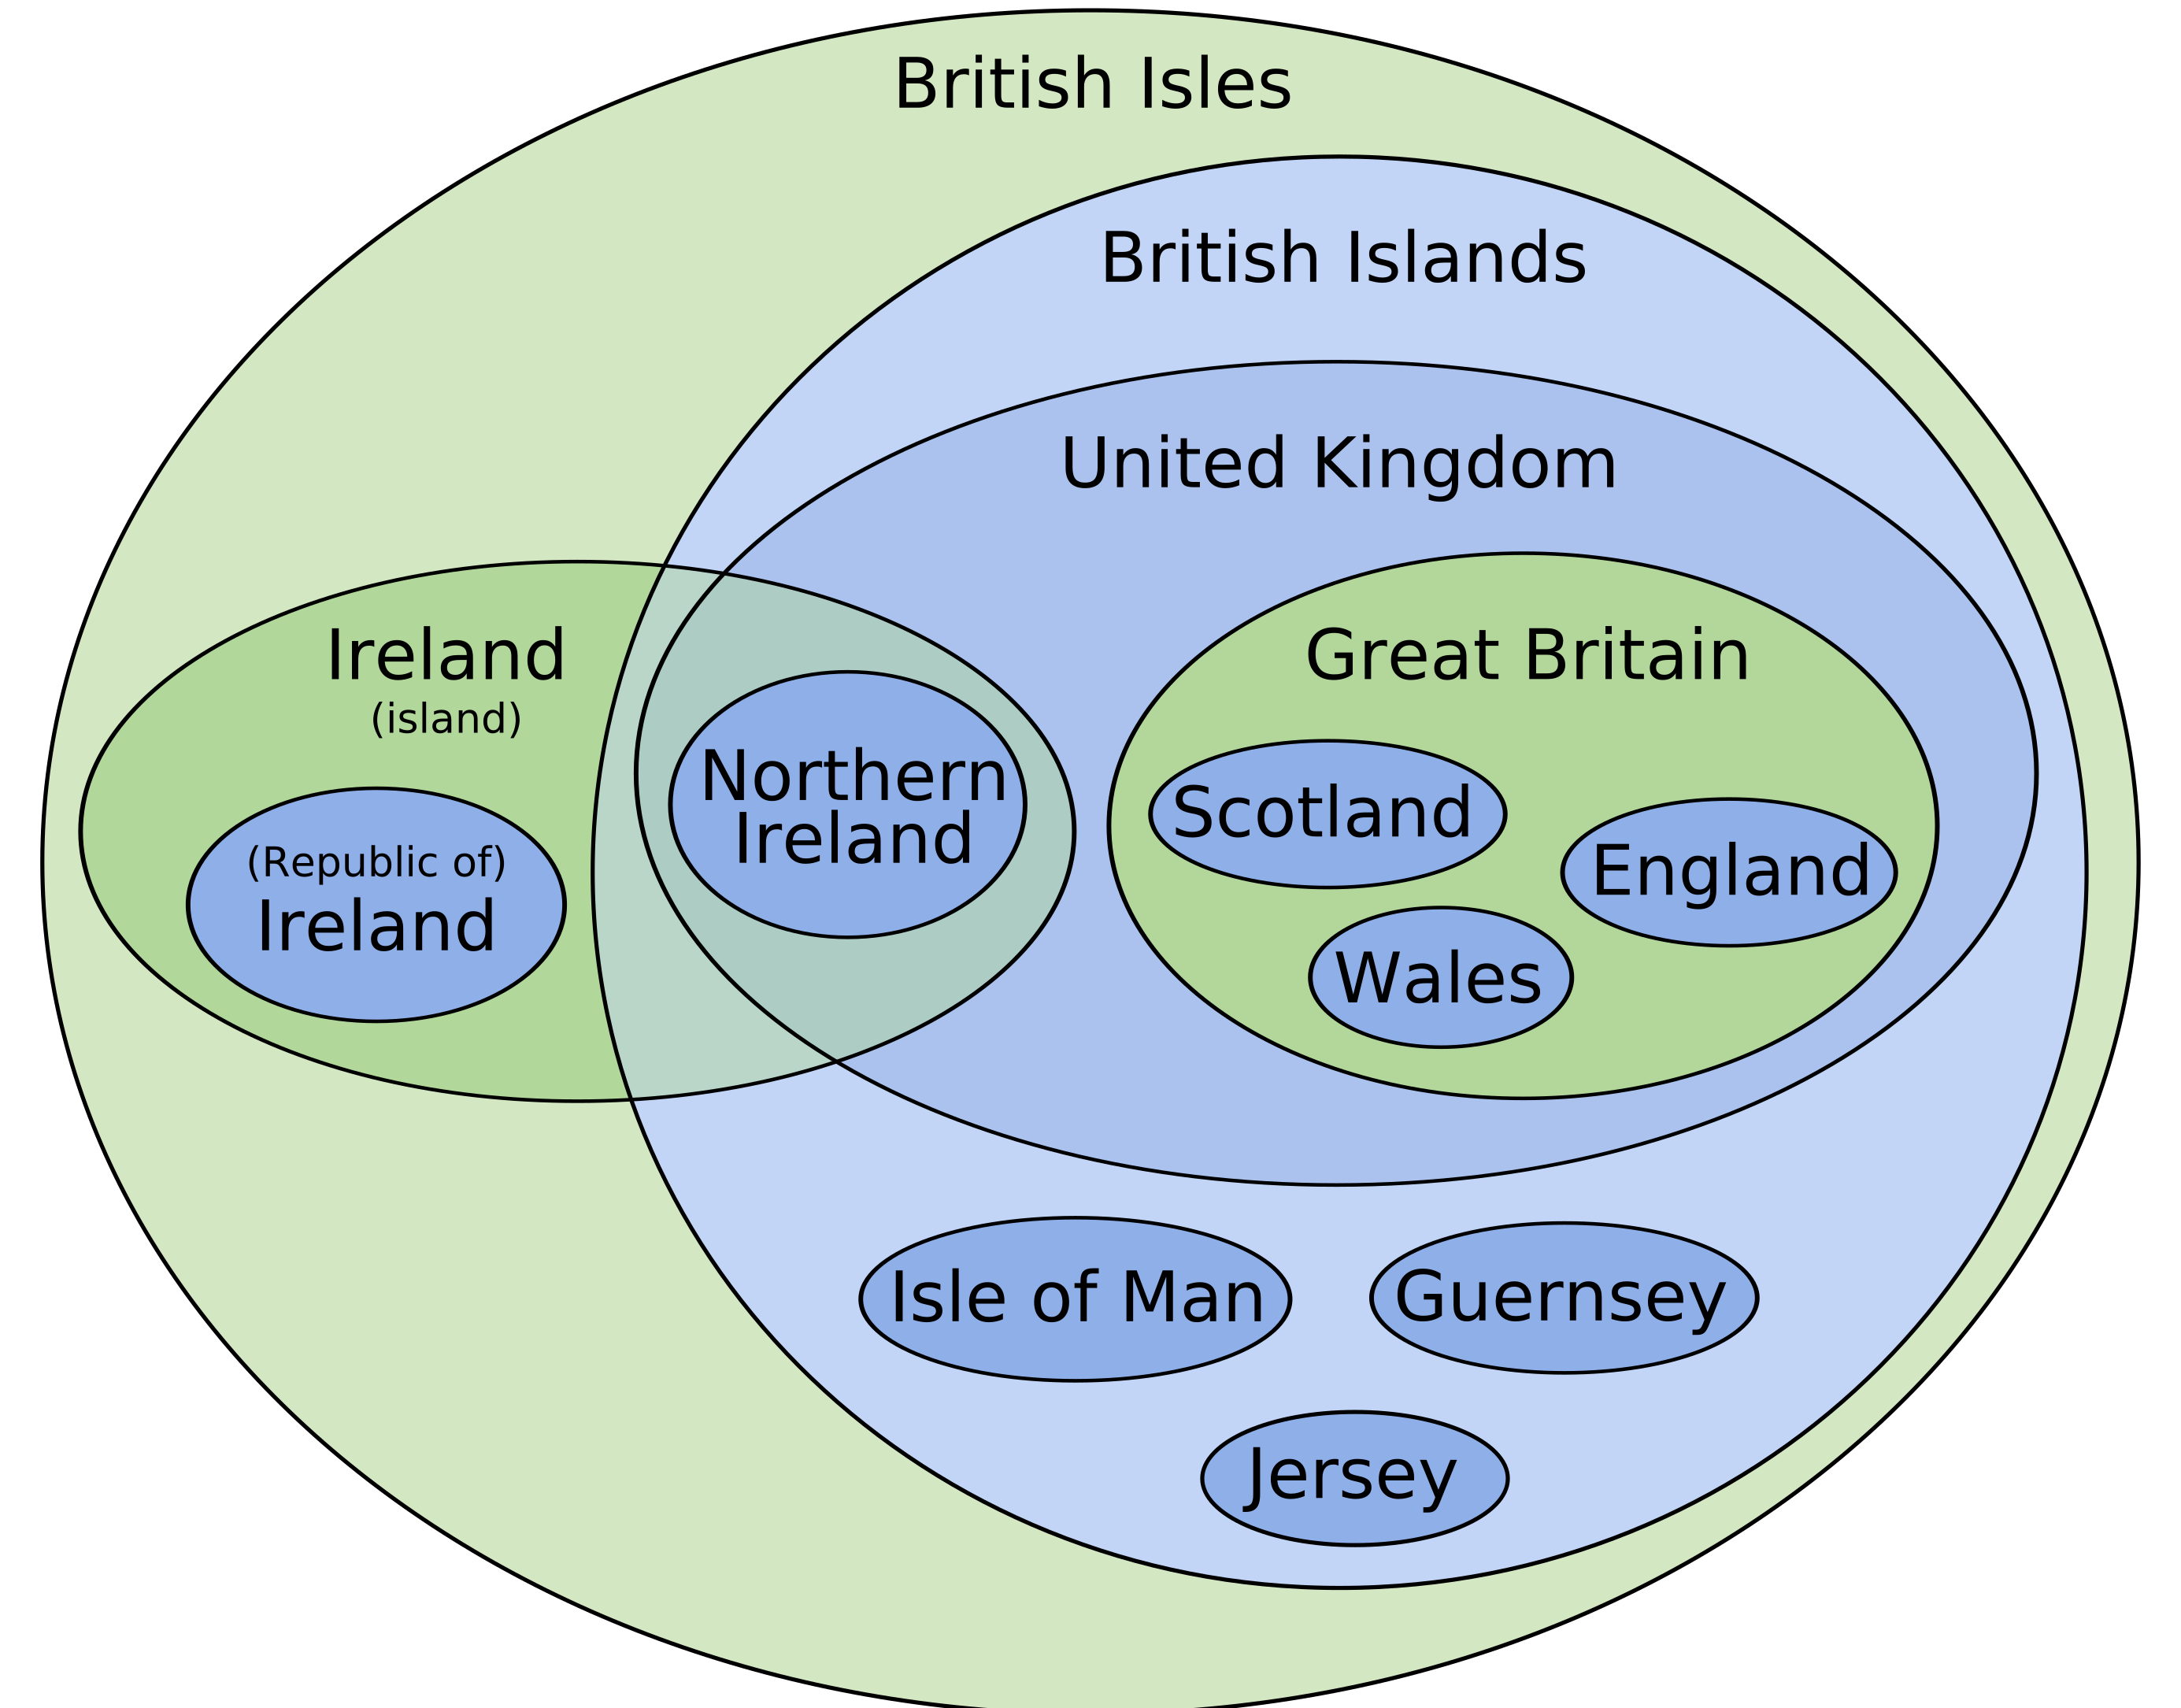 British Isles
British Islands
United Kingdom
Ireland
(island)
Great Britain
Northern
Ireland
Scotland
England
(Republic of)
Ireland
Wales
Isle of Man
Guernsey
Jersey